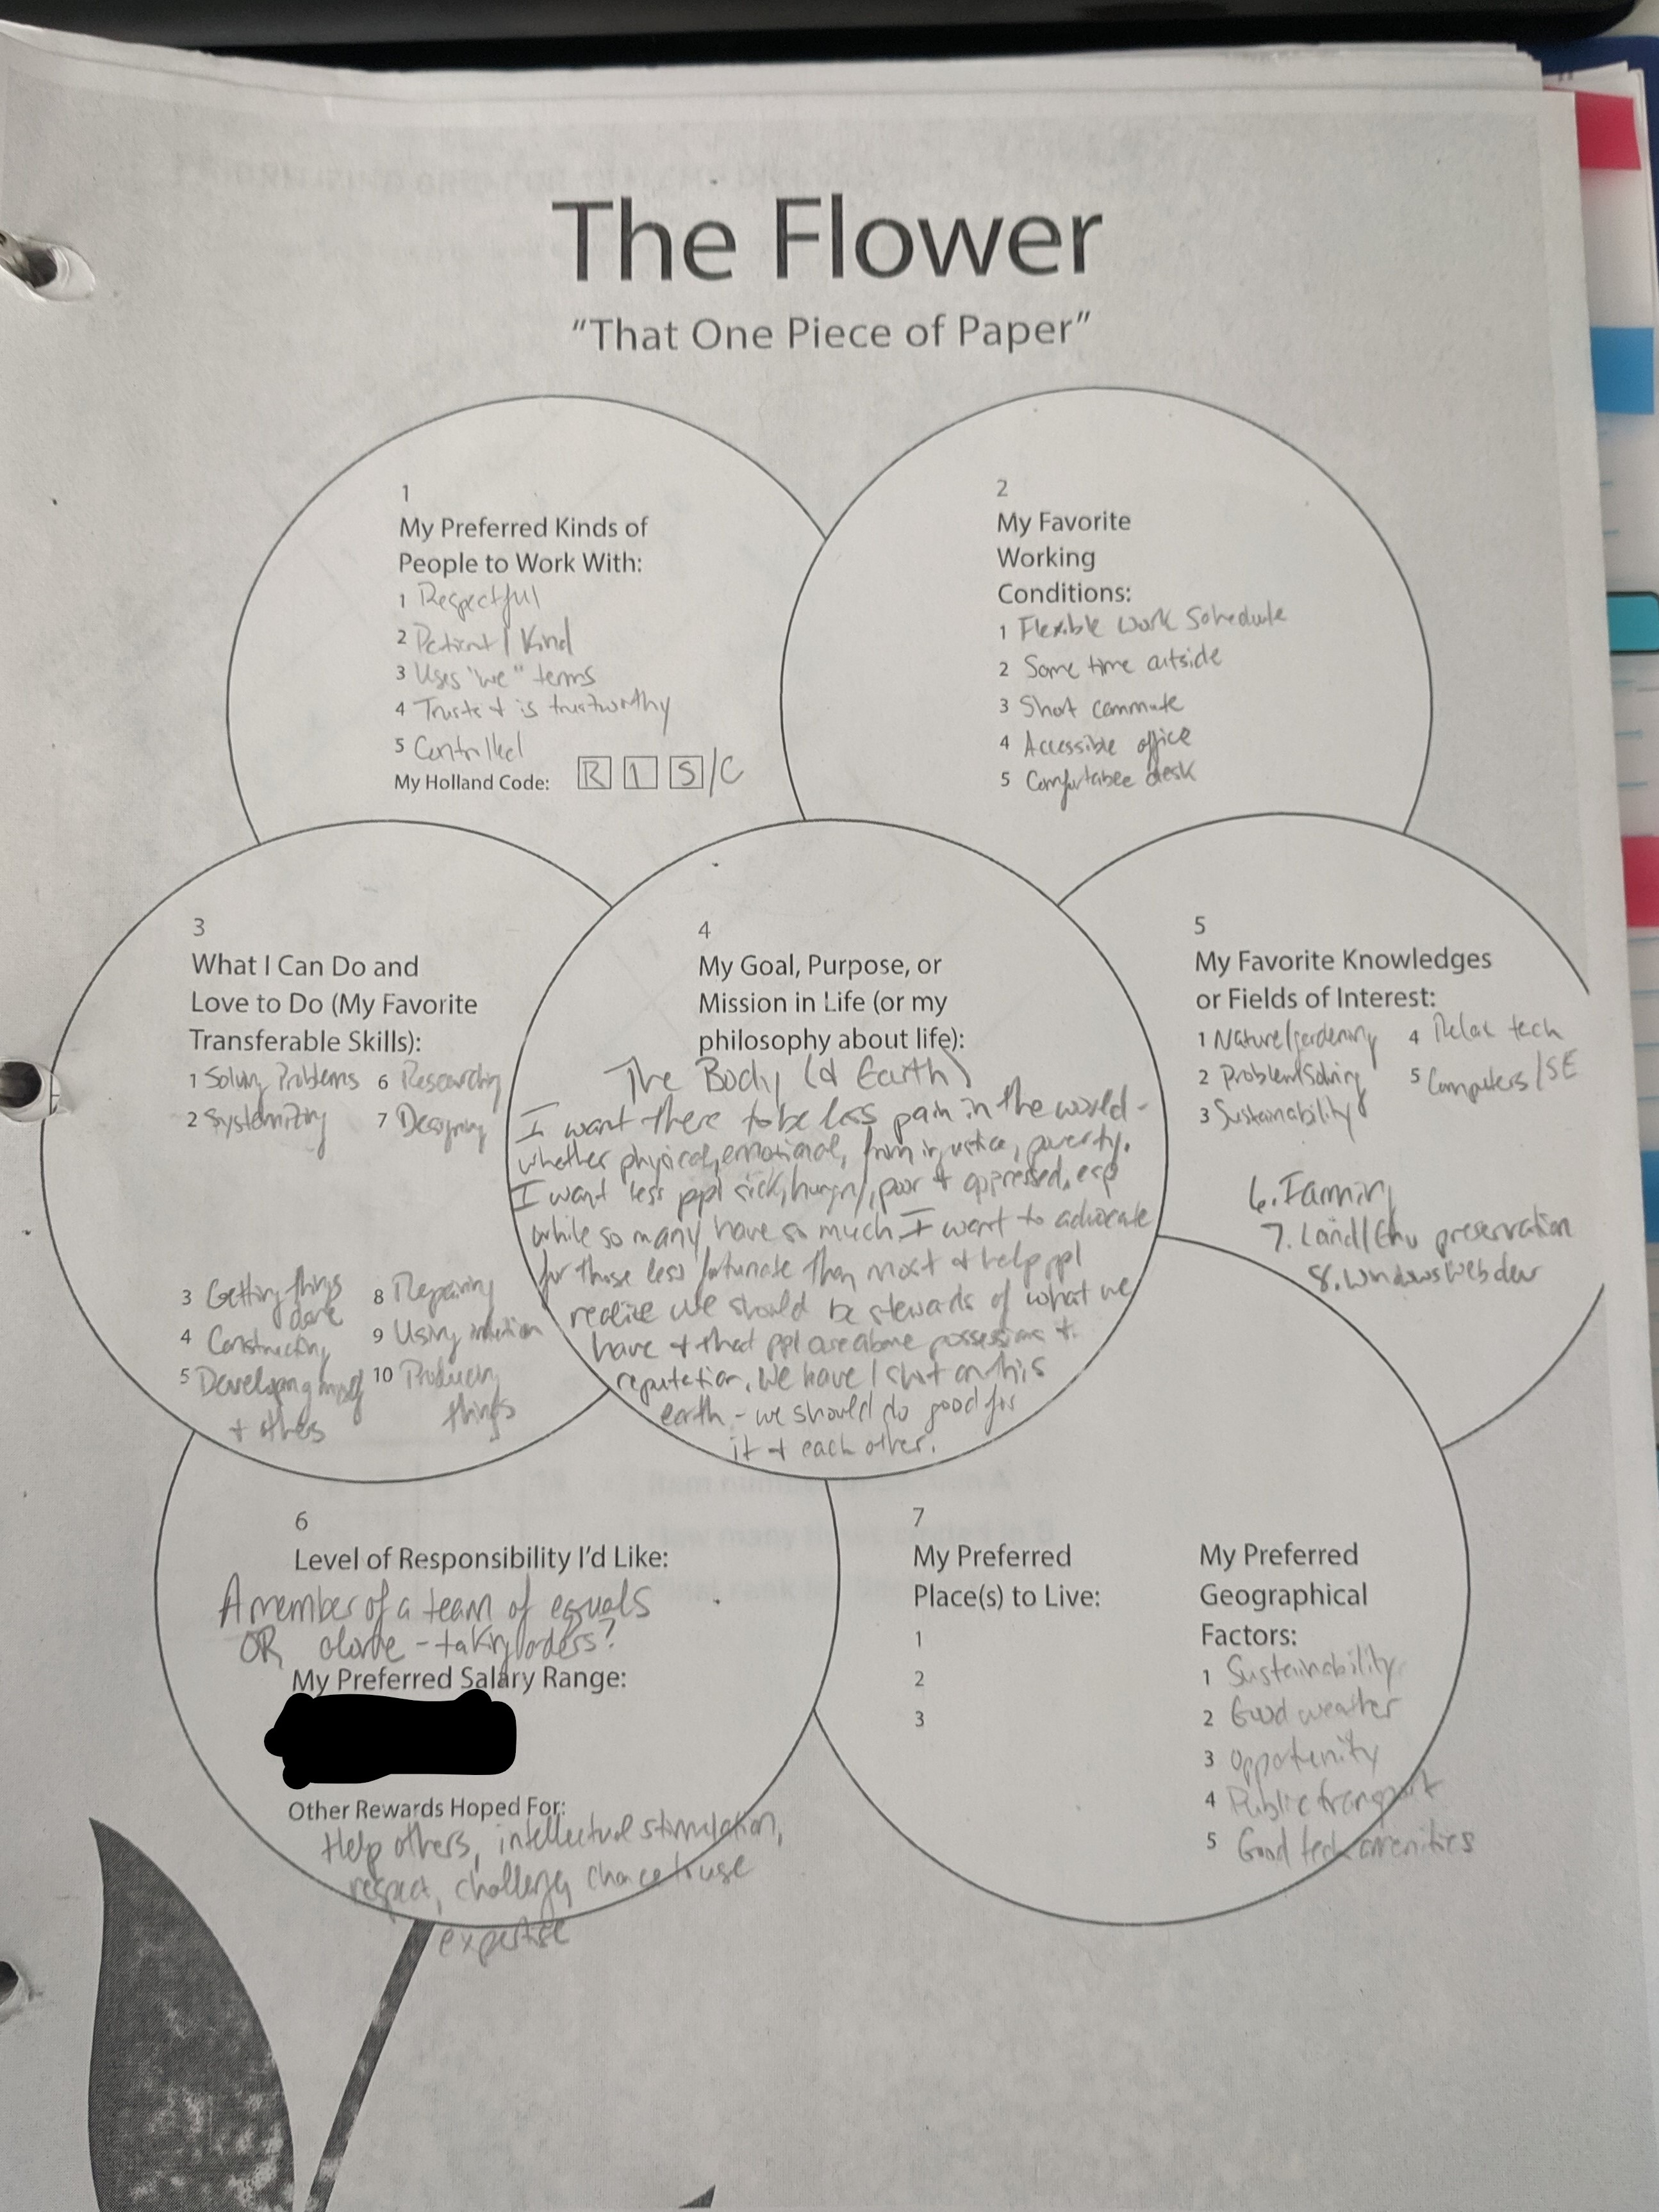 The Flower
"That One Piece of Paper"
1
My Preferred Kinds of
People to Work With:
1 Respectful
2 Patient / Kind
3 Uses "we" terms
4 Trusts + is trustworthy
5 Controlled
My Holland Code: R I S /C
2
My Favorite
Working
Conditions:
1 Flexible work schedule
2 Some time outside
3 Short commute
4 Accessible office
5 Comfortabee desk
3
What I Can Do and
Love to Do (My Favorite
Transferable Skills):
1 Solving Problems 6 Researching
2 Systemizing 7 Designing
3 Getting things 8 Repairing
done
4 Constructing 9 Using intuition
5 Developing myself 10 Producing
+ others things
4
My Goal, Purpose, or
Mission in Life (or my
philosophy about life):
The Body (& Earth)
I want there to be less pain in the world -
whether physical, emotional, from injustice, poverty.
I want less ppl sick, hungry, poor + oppressed, esp
while so many have so much. I want to advocate
for those less fortunate than most + help ppl
realize we should be stewards of what we
have + that ppl are above possessions +
reputation. We have 1 shot on this
earth - we should do good for
it + each other.
5
My Favorite Knowledges
or Fields of Interest:
1 Nature/gardening 4 tech
2 Problem Solving 5 Computers/SE
3 Sustainability
6. Farming
7. Land/Env preservation
8. Windows Web dev
6
Level of Responsibility I'd Like:
A member of a team of equals
OR alone - taking orders?
My Preferred Salary Range:
Other Rewards Hoped For:
Help others, intellectual stimulation,
respect, challenge, chance to use
expertise
7
My Preferred
Place(s) to Live:
1
2
3
My Preferred
Geographical
Factors:
1 Sustainability
2 Good weather
3 Opportunity
4 Public transport
5 Good tech amenities